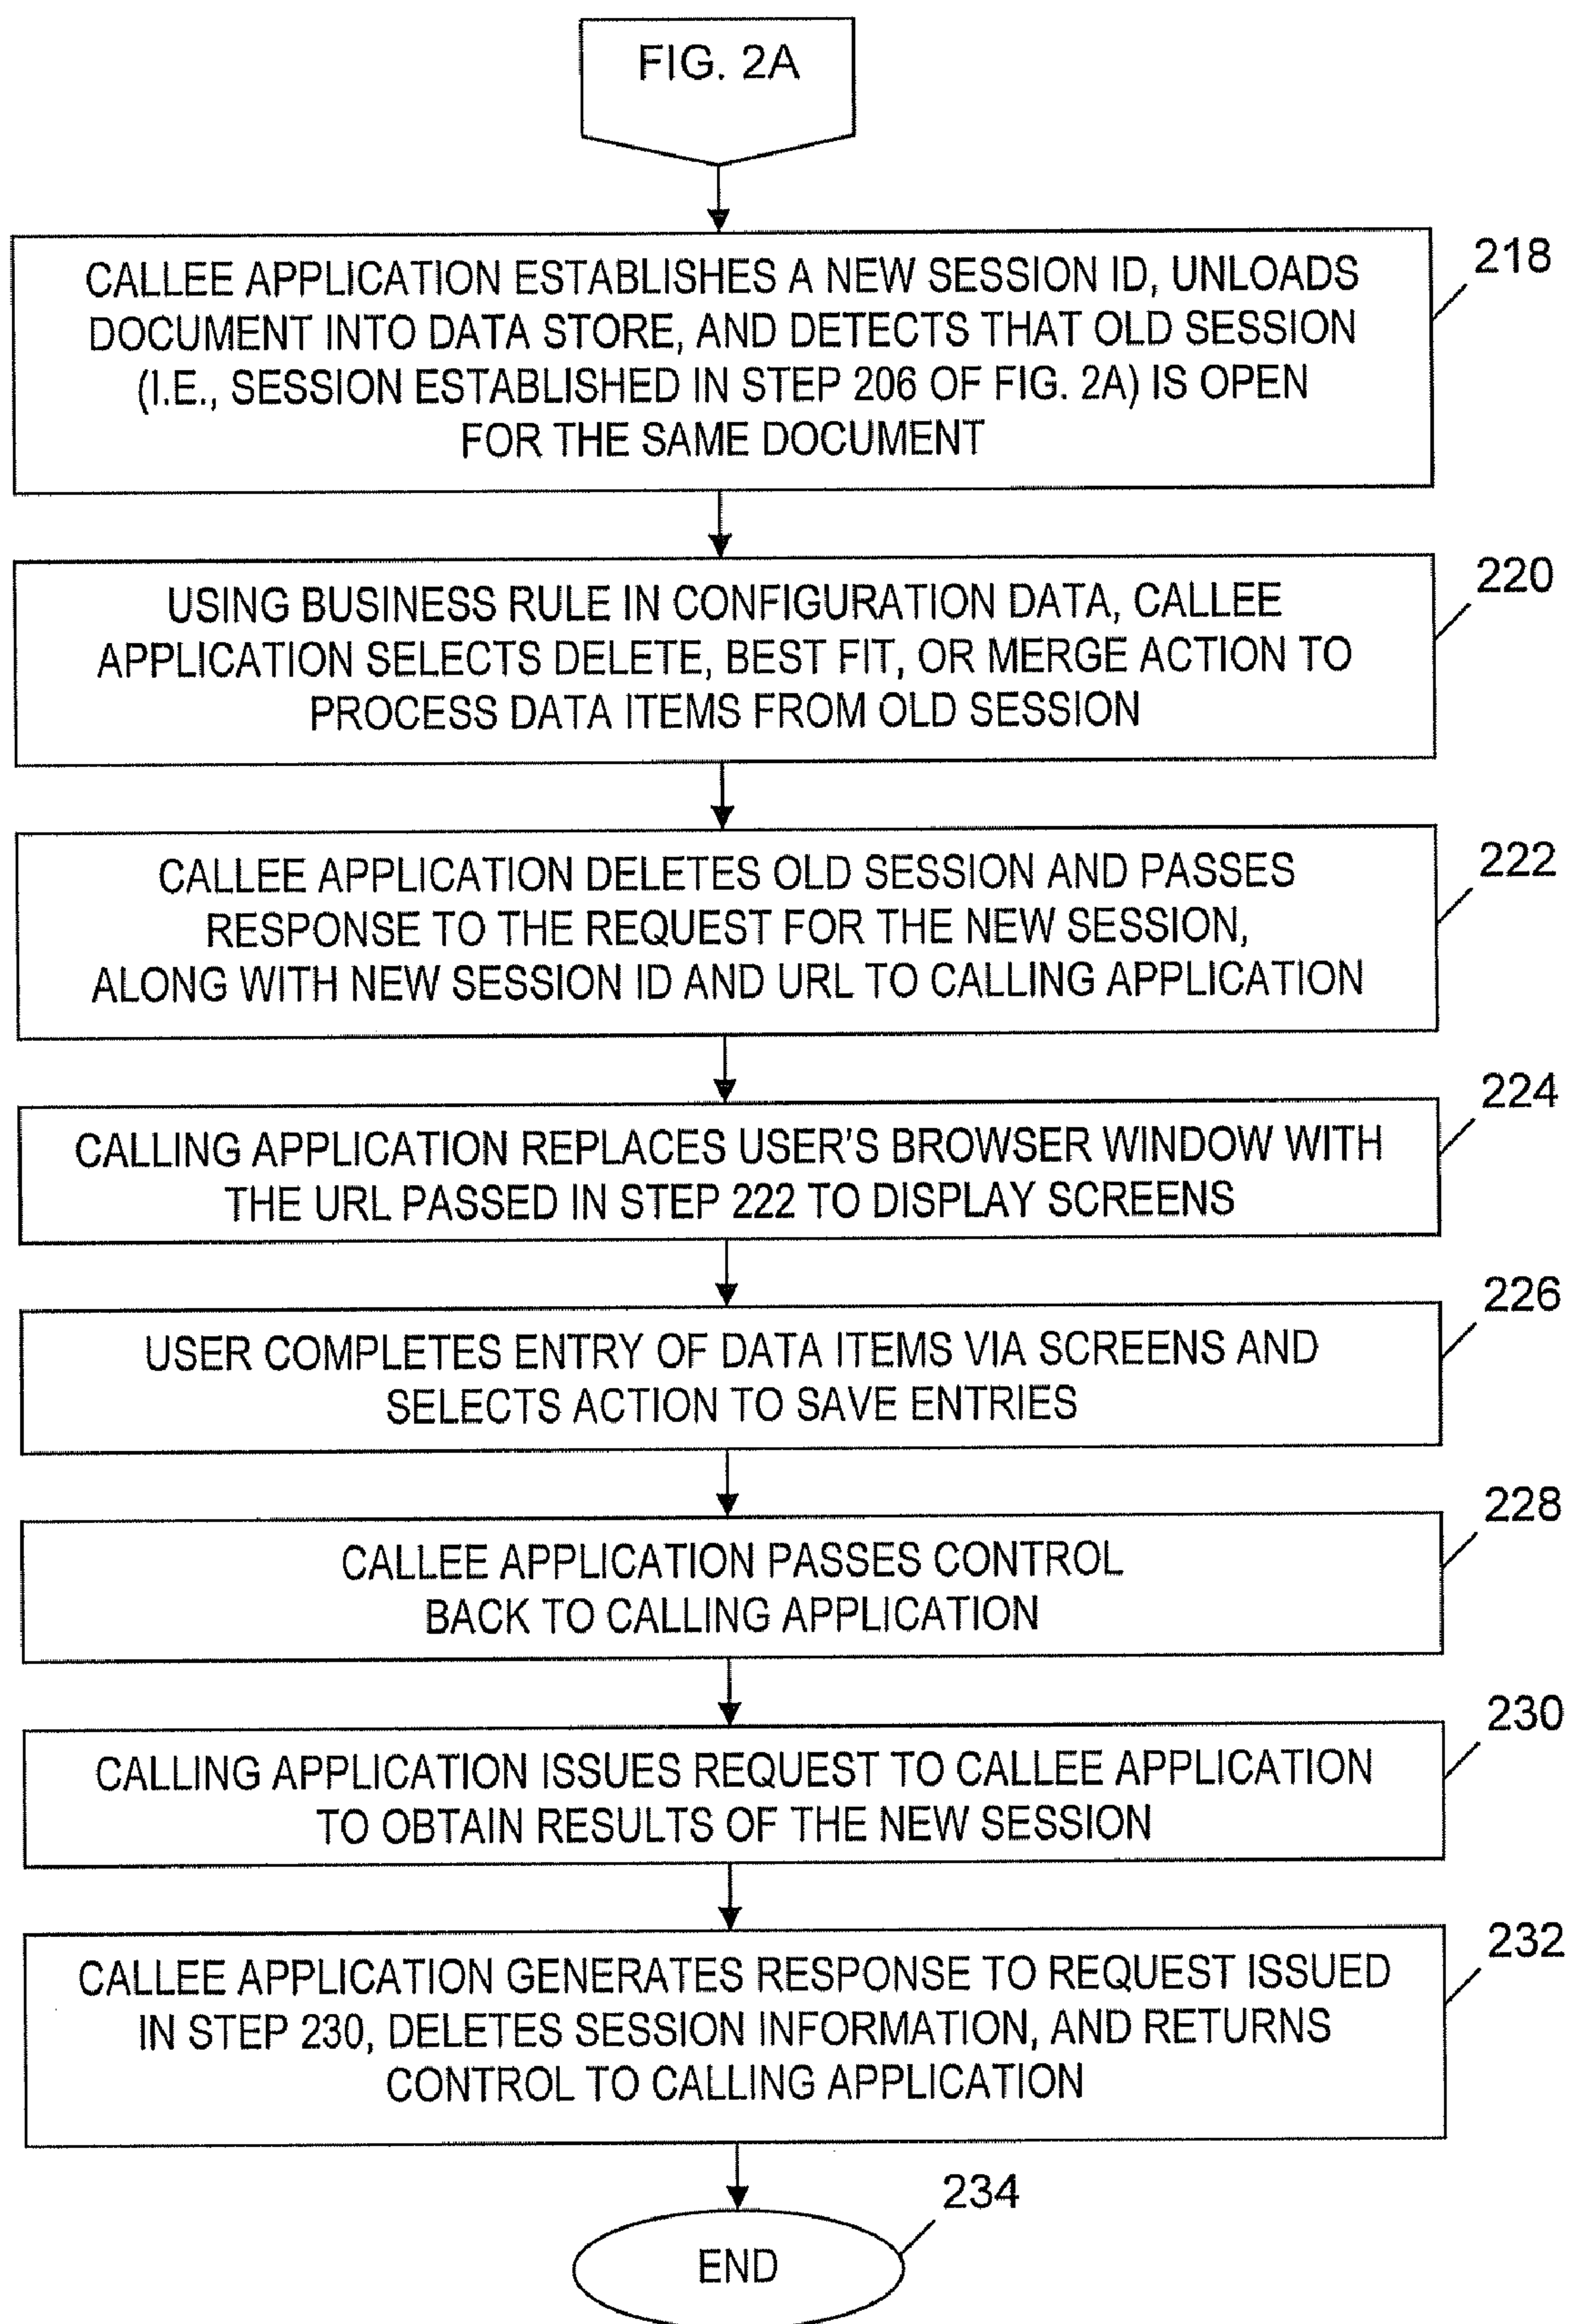 FIG. 2A
218
CALLEE APPLICATION ESTABLISHES A NEW SESSION ID, UNLOADS
DOCUMENT INTO DATA STORE, AND DETECTS THAT OLD SESSION
(I.E., SESSION ESTABLISHED IN STEP 206 OF FIG. 2A) IS OPEN
FOR THE SAME DOCUMENT
220
USING BUSINESS RULE IN CONFIGURATION DATA, CALLEE
APPLICATION SELECTS DELETE, BEST FIT, OR MERGE ACTION TO
PROCESS DATA ITEMS FROM OLD SESSION
222
CALLEE APPLICATION DELETES OLD SESSION AND PASSES
RESPONSE TO THE REQUEST FOR THE NEW SESSION,
ALONG WITH NEW SESSION ID AND URL TO CALLING APPLICATION
224
CALLING APPLICATION REPLACES USER'S BROWSER WINDOW WITH
THE URL PASSED IN STEP 222 TO DISPLAY SCREENS
226
USER COMPLETES ENTRY OF DATA ITEMS VIA SCREENS AND
SELECTS ACTION TO SAVE ENTRIES
228
CALLEE APPLICATION PASSES CONTROL
BACK TO CALLING APPLICATION
230
CALLING APPLICATION ISSUES REQUEST TO CALLEE APPLICATION
TO OBTAIN RESULTS OF THE NEW SESSION
232
CALLEE APPLICATION GENERATES RESPONSE TO REQUEST ISSUED
IN STEP 230, DELETES SESSION INFORMATION, AND RETURNS
CONTROL TO CALLING APPLICATION
234
END